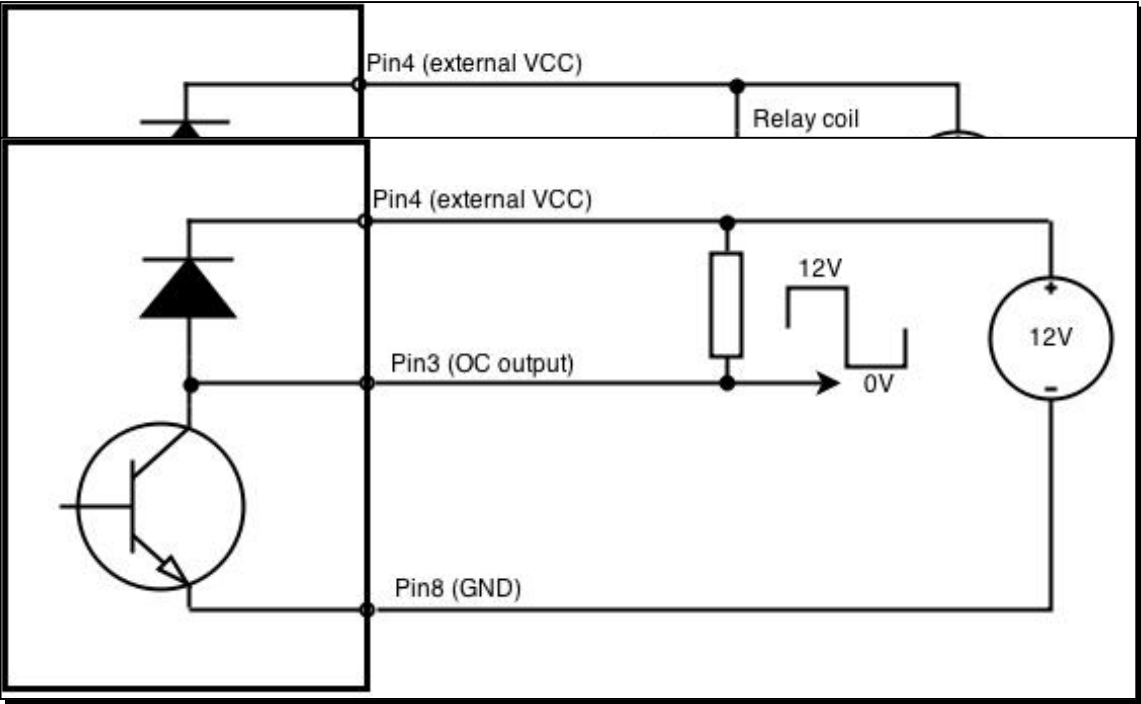 Pin4 (external VCC)
Relay coil
Pin4 (external VCC)
12V
+
12V
Pin3 (OC output)
0V
-
Pin8 (GND)